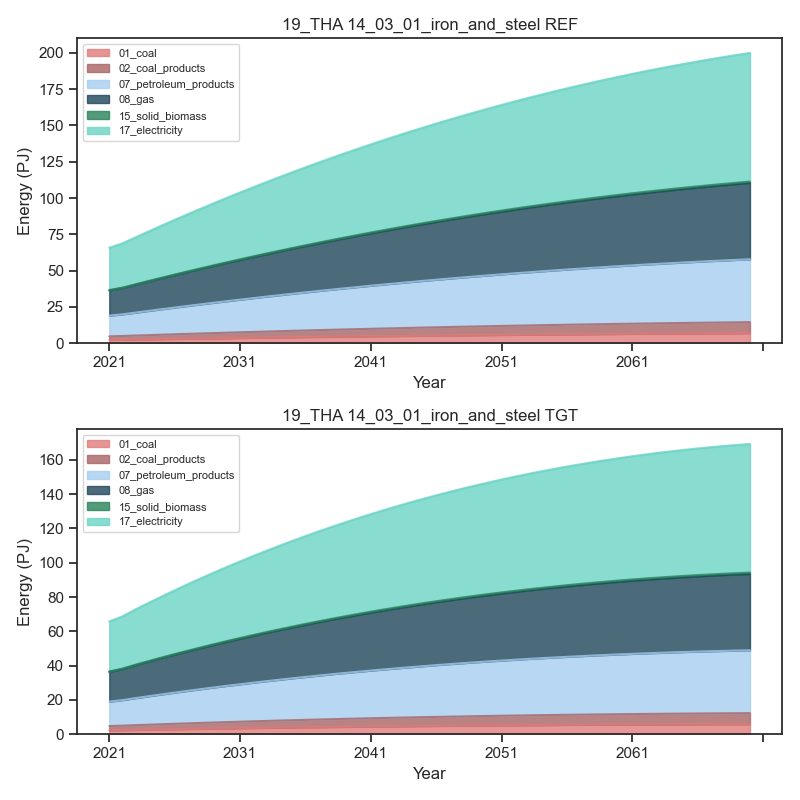 19_THA 14_03_01_iron_and_steel REF
200
175
150
125
100
75
50
25
0
Energy (PJ)
01_coal
02_coal_products
07_petroleum_products
08_gas
15_solid_biomass
17_electricity
2021
2031
2041
2051
2061
Year
19_THA 14_03_01_iron_and_steel TGT
160
140
120
100
80
60
40
20
0
Energy (PJ)
01_coal
02_coal_products
07_petroleum_products
08_gas
15_solid_biomass
17_electricity
2021
2031
2041
2051
2061
Year